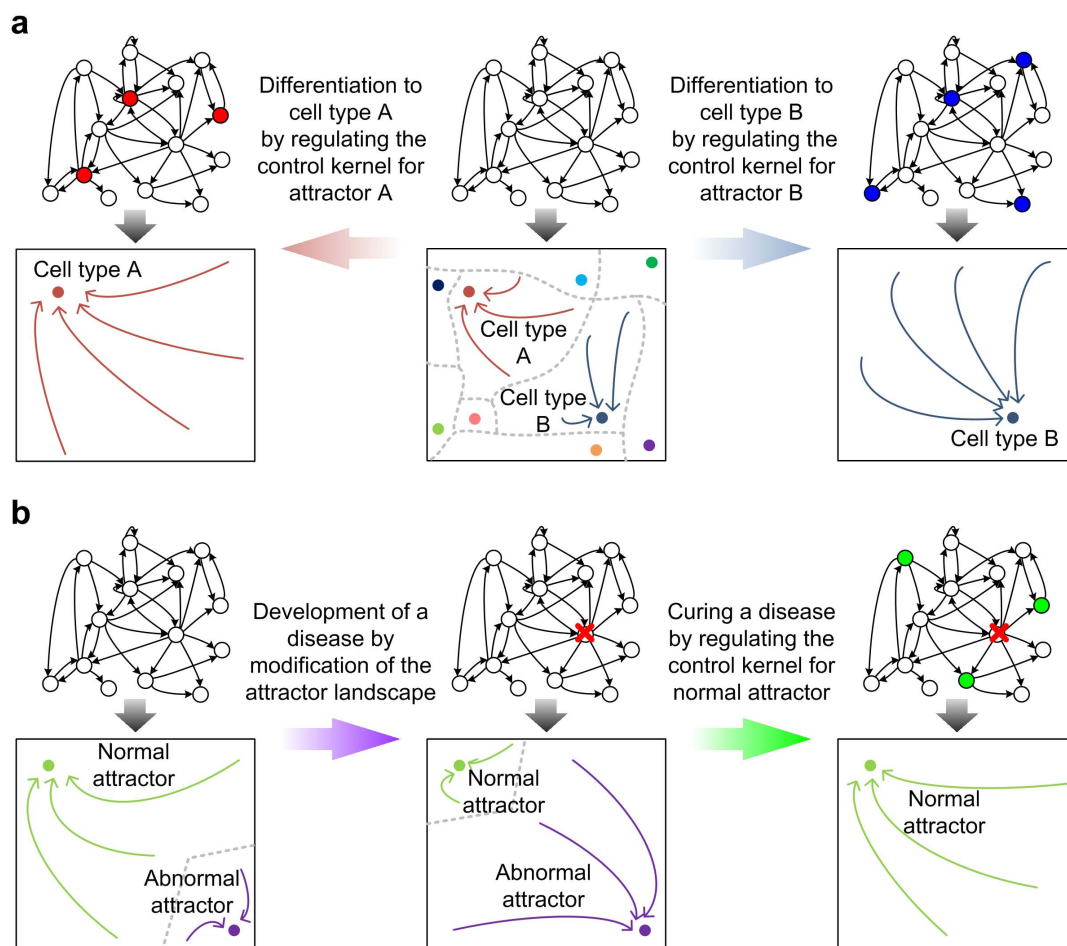 a
Differentiation to
cell type A
by regulating the
control kernel for
attractor A
Differentiation to
cell type B
by regulating the
control kernel for
attractor B
Cell type A
Cell type
A
Cell type
B
Cell type B
b
Development of a
disease by
modification of the
attractor landscape
Curing a disease
by regulating the
control kernel for
normal attractor
Normal
attractor
Abnormal
attractor
Normal
attractor
Abnormal
attractor
Normal
attractor